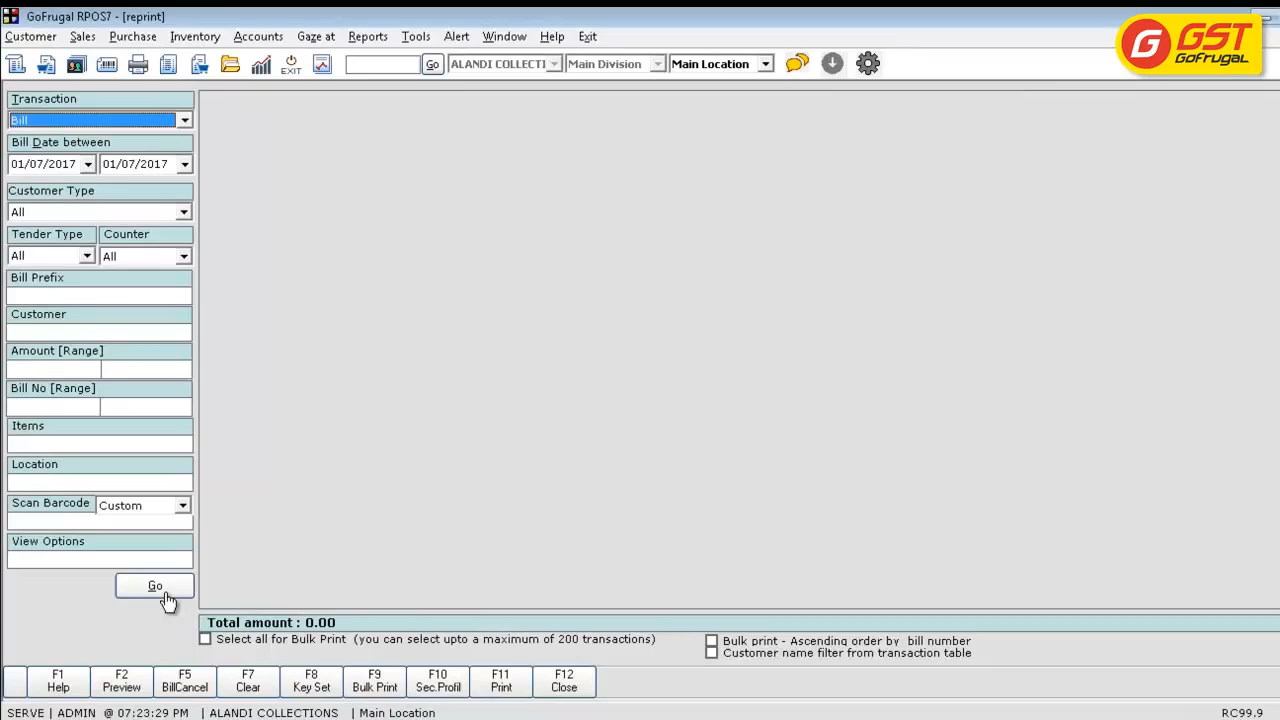 GoFrugal RPOS7 - [reprint]
Customer Sales Purchase Inventory Accounts Gaze at Reports Tools Alert Window Help Exit
GST
GOFRUGAL
EXIT Go ALANDI COLLECTI Main Division Main Location
Transaction
Bill
Bill Date between
01/07/2017 01/07/2017
Customer Type
All
Tender Type Counter
All All
Bill Prefix
Customer
Amount [Range]
Bill No [Range]
Items
Location
Scan Barcode Custom
View Options
Go
Total amount : 0.00
Select all for Bulk Print (you can select upto a maximum of 200 transactions)
Bulk print - Ascending order by bill number
Customer name filter from transaction table
F1 F2 F5 F7 F8 F9 F10 F11 F12
Help Preview BillCancel Clear Key Set Bulk Print Sec.Profil Print Close
SERVE | ADMIN @ 07:23:29 PM | ALANDI COLLECTIONS | Main Location RC99.9